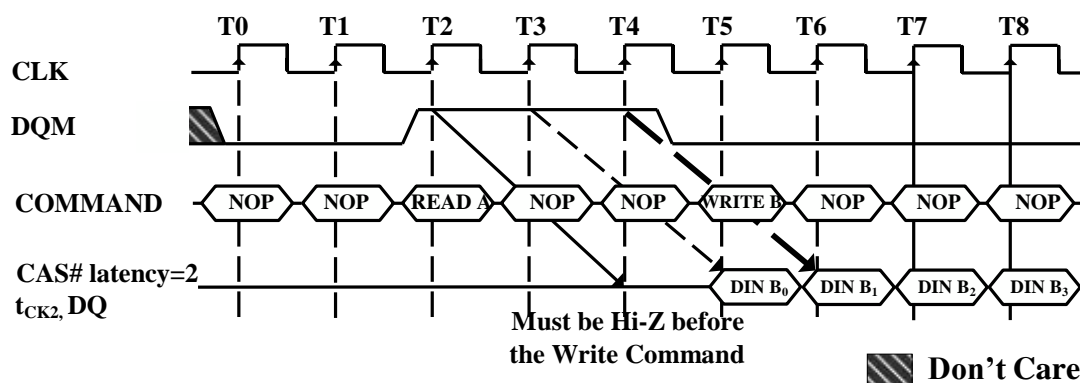 T0 T1 T2 T3 T4 T5 T6 T7 T8
CLK
DQM
COMMAND NOP NOP READ A NOP NOP WRITE B NOP NOP NOP
CAS# latency=2
tCK2, DQ DIN B0 DIN B1 DIN B2 DIN B3
Must be Hi-Z before
the Write Command
Don't Care